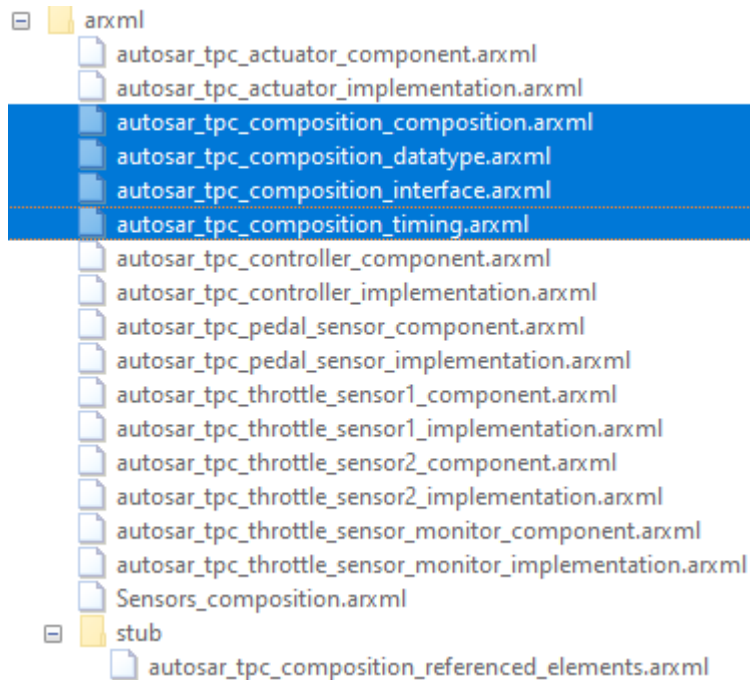 arxml
autosar_tpc_actuator_component.arxml
autosar_tpc_actuator_implementation.arxml
autosar_tpc_composition_composition.arxml
autosar_tpc_composition_datatype.arxml
autosar_tpc_composition_interface.arxml
autosar_tpc_composition_timing.arxml
autosar_tpc_controller_component.arxml
autosar_tpc_controller_implementation.arxml
autosar_tpc_pedal_sensor_component.arxml
autosar_tpc_pedal_sensor_implementation.arxml
autosar_tpc_throttle_sensor1_component.arxml
autosar_tpc_throttle_sensor1_implementation.arxml
autosar_tpc_throttle_sensor2_component.arxml
autosar_tpc_throttle_sensor2_implementation.arxml
autosar_tpc_throttle_sensor_monitor_component.arxml
autosar_tpc_throttle_sensor_monitor_implementation.arxml
Sensors_composition.arxml
stub
autosar_tpc_composition_referenced_elements.arxml